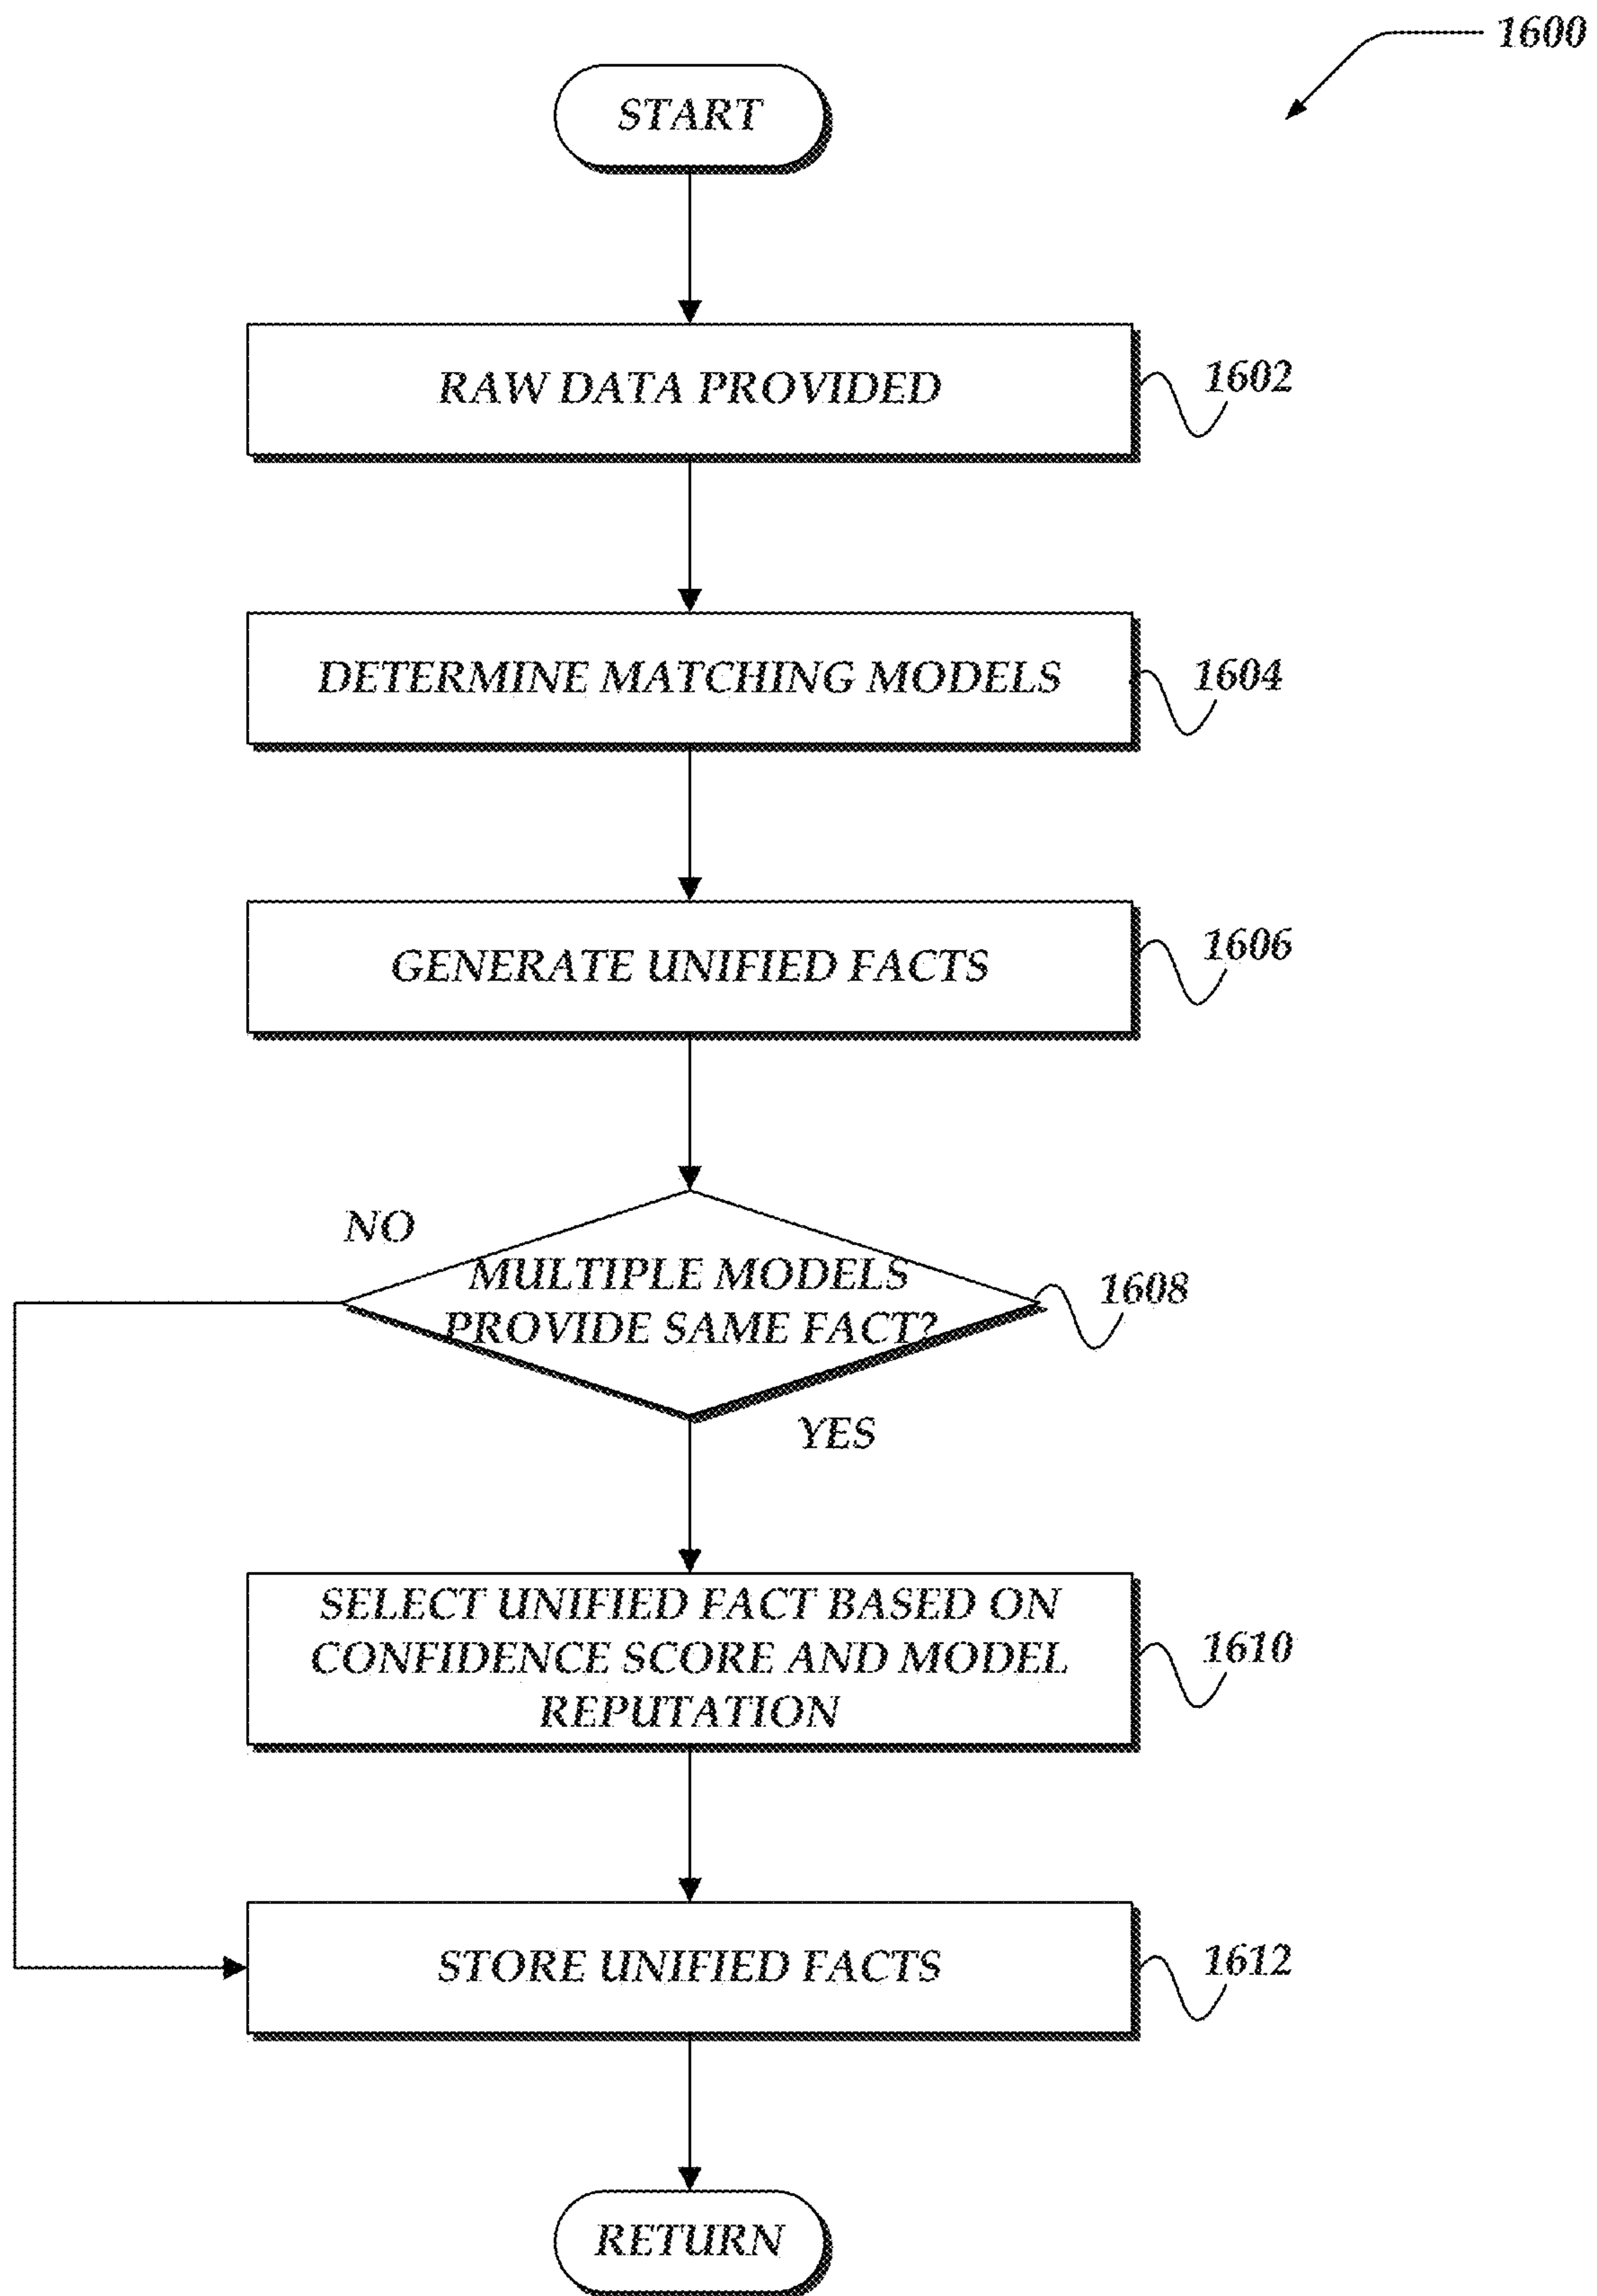 1600
START
RAW DATA PROVIDED
1602
DETERMINE MATCHING MODELS
1604
GENERATE UNIFIED FACTS
1606
NO
MULTIPLE MODELS
PROVIDE SAME FACT?
1608
YES
SELECT UNIFIED FACT BASED ON
CONFIDENCE SCORE AND MODEL
REPUTATION
1610
STORE UNIFIED FACTS
1612
RETURN